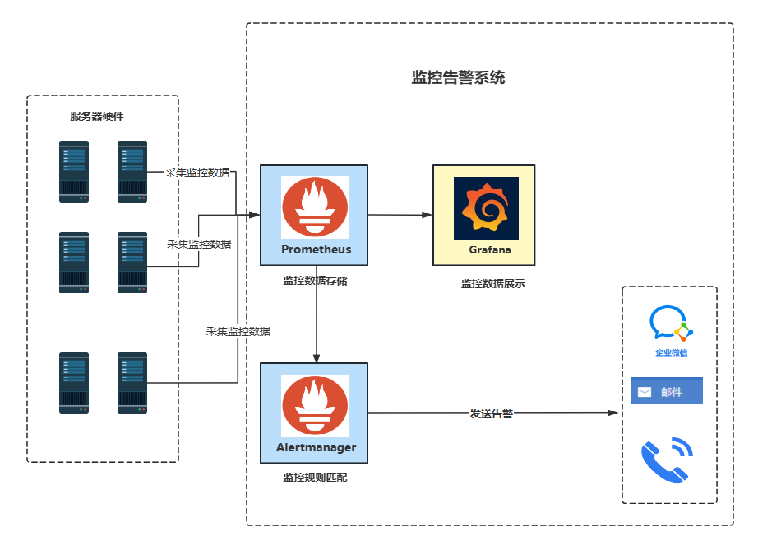 监控告警系统
服务器硬件
采集监控数据
采集监控数据
采集监控数据
Prometheus
监控数据存储
Grafana
监控数据展示
Alertmanager
监控规则匹配
发送告警
企业微信
邮件